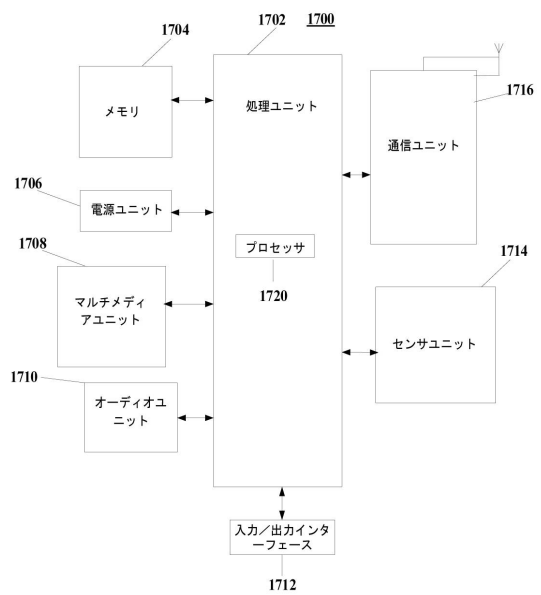 1704
1702
1700
メモリ
処理ユニット
1716
通信ユニット
1706
電源ユニット
プロセッサ
1720
1708
マルチメディ
アユニット
1714
センサユニット
1710
オーディオユ
ニット
入力／出力インタ
ーフェース
1712